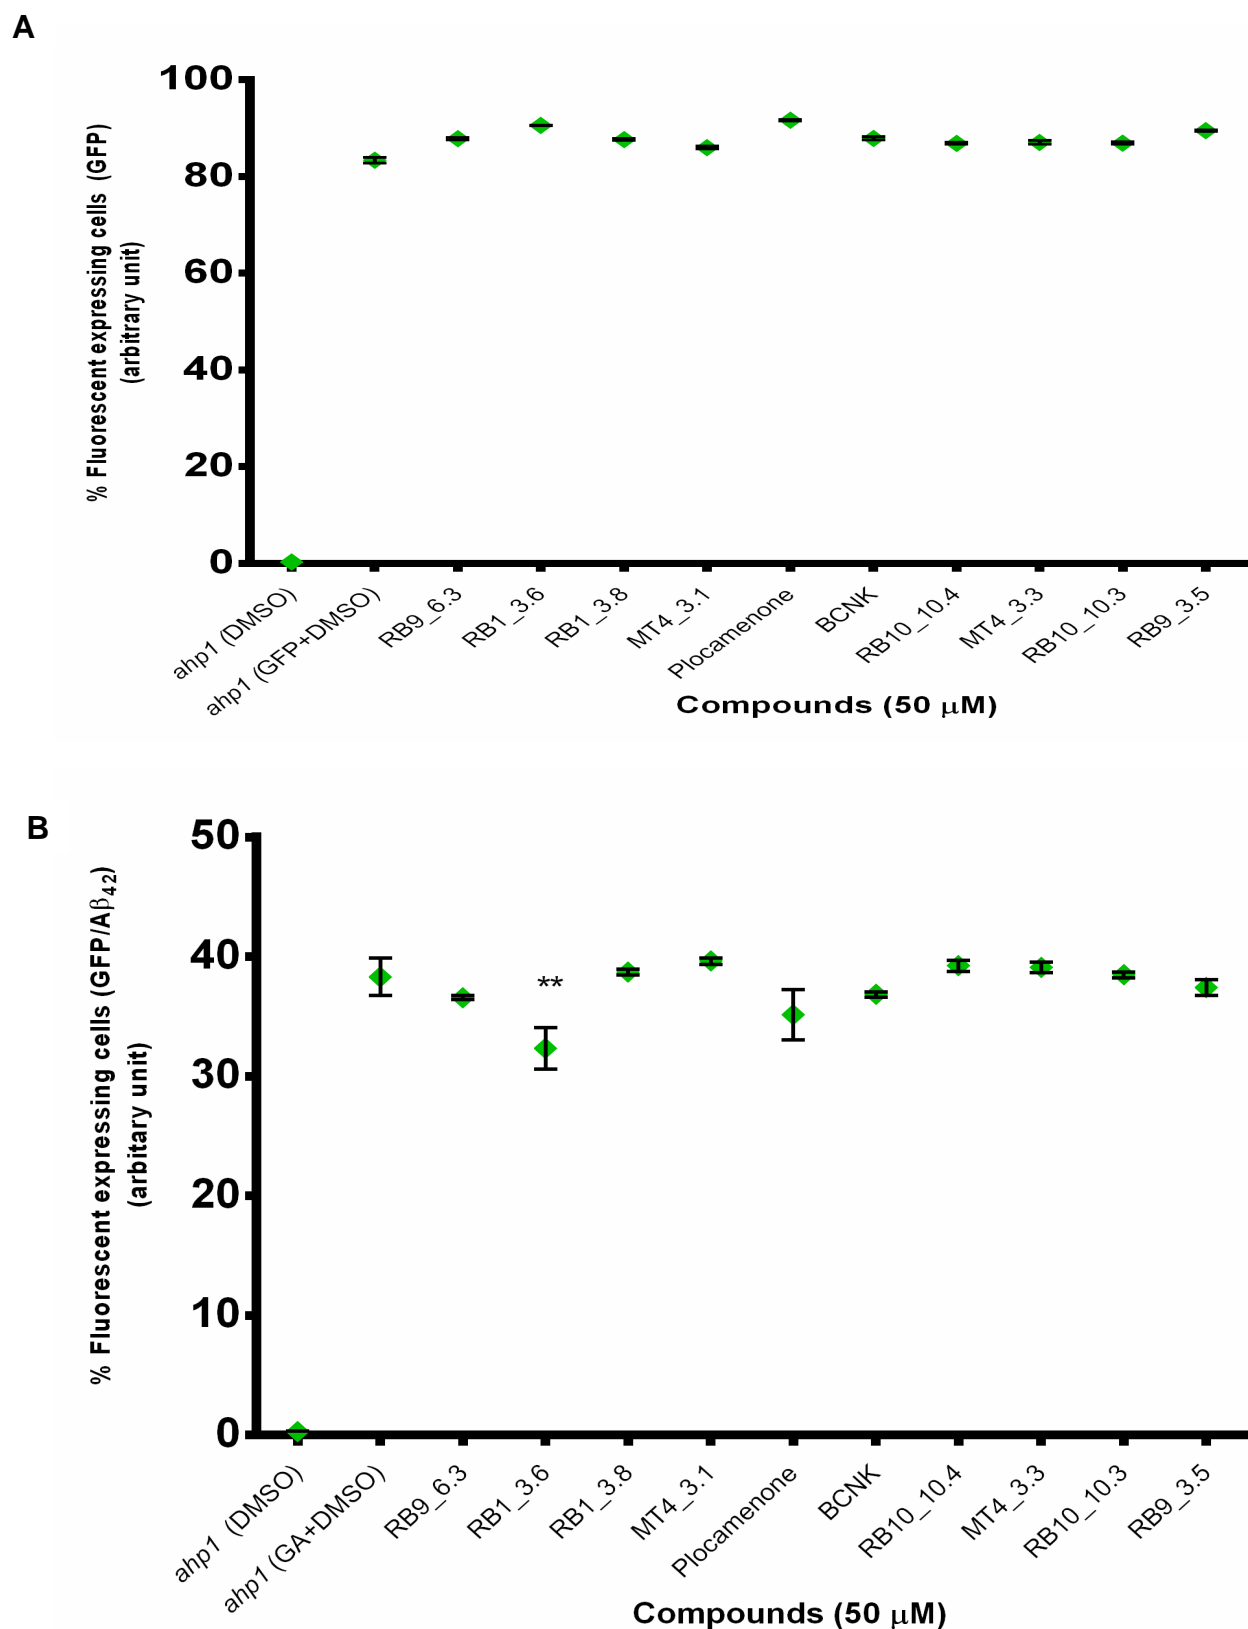 A
% Fluorescent expressing cells (GFP)
(arbitrary unit)
100
80
60
40
20
0
ahp1 (DMSO)
ahp1 (GFP+DMSO)
RB9_6.3
RB1_3.6
RB1_3.8
MT4_3.1
Plocamenone
BCNK
RB10_10.4
MT4_3.3
RB10_10.3
RB9_3.5
Compounds (50 μM)
B
% Fluorescent expressing cells (GFP/Aβ42)
(arbitary unit)
50
40
30
20
10
0
**
ahp1 (DMSO)
ahp1 (GA+DMSO)
RB9_6.3
RB1_3.6
RB1_3.8
MT4_3.1
Plocamenone
BCNK
RB10_10.4
MT4_3.3
RB10_10.3
RB9_3.5
Compounds (50 μM)